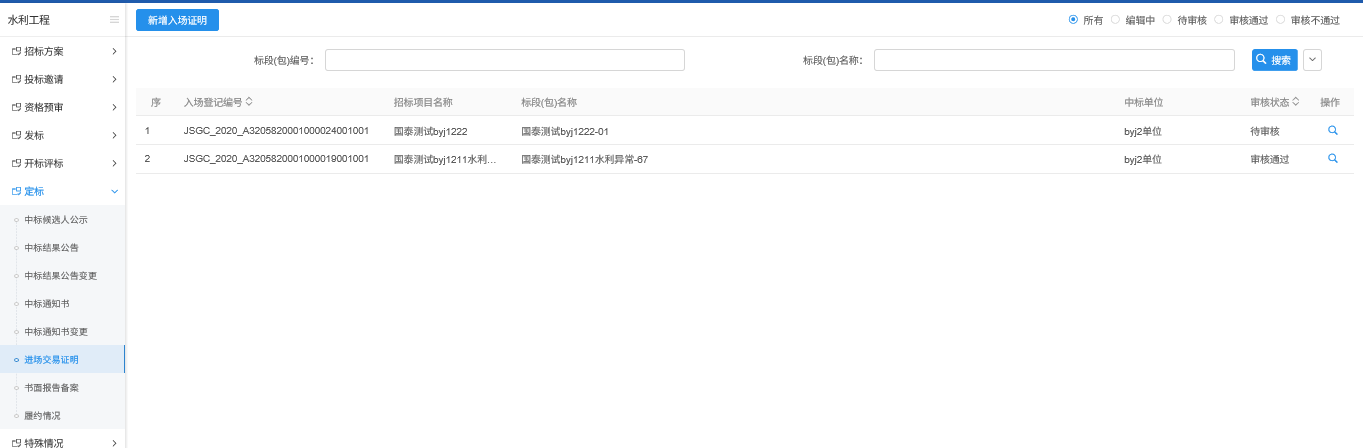 水利工程
新增入场证明
所有 编辑中 待审核 审核通过 审核不通过
招标方案
投标邀请
资格预审
发标
开标评标
定标
中标候选人公示
中标结果公告
中标结果公告变更
中标通知书
中标通知书变更
进场交易证明
书面报告备案
履约情况
特殊情况
标段(包)编号： 标段(包)名称： 搜索
序 入场登记编号 招标项目名称 标段(包)名称 中标单位 审核状态 操作
1 JSGC_2020_A3205820001000024001001 国泰测试byj1222 国泰测试byj1222-01 byj2单位 待审核
2 JSGC_2020_A3205820001000019001001 国泰测试byj1211水利… 国泰测试byj1211水利异常-67 byj2单位 审核通过